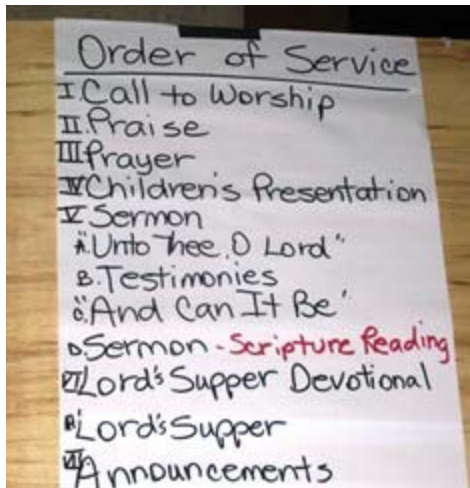 Order of Service
I. Call to Worship
II. Praise
III Prayer
IV Children's Presentation
V Sermon
A. "Unto Thee, O Lord"
B. Testimonies
C. "And Can It Be"
D. Sermon - Scripture Reading
VI Lord's Supper Devotional
A. Lord's Supper
VII Announcements